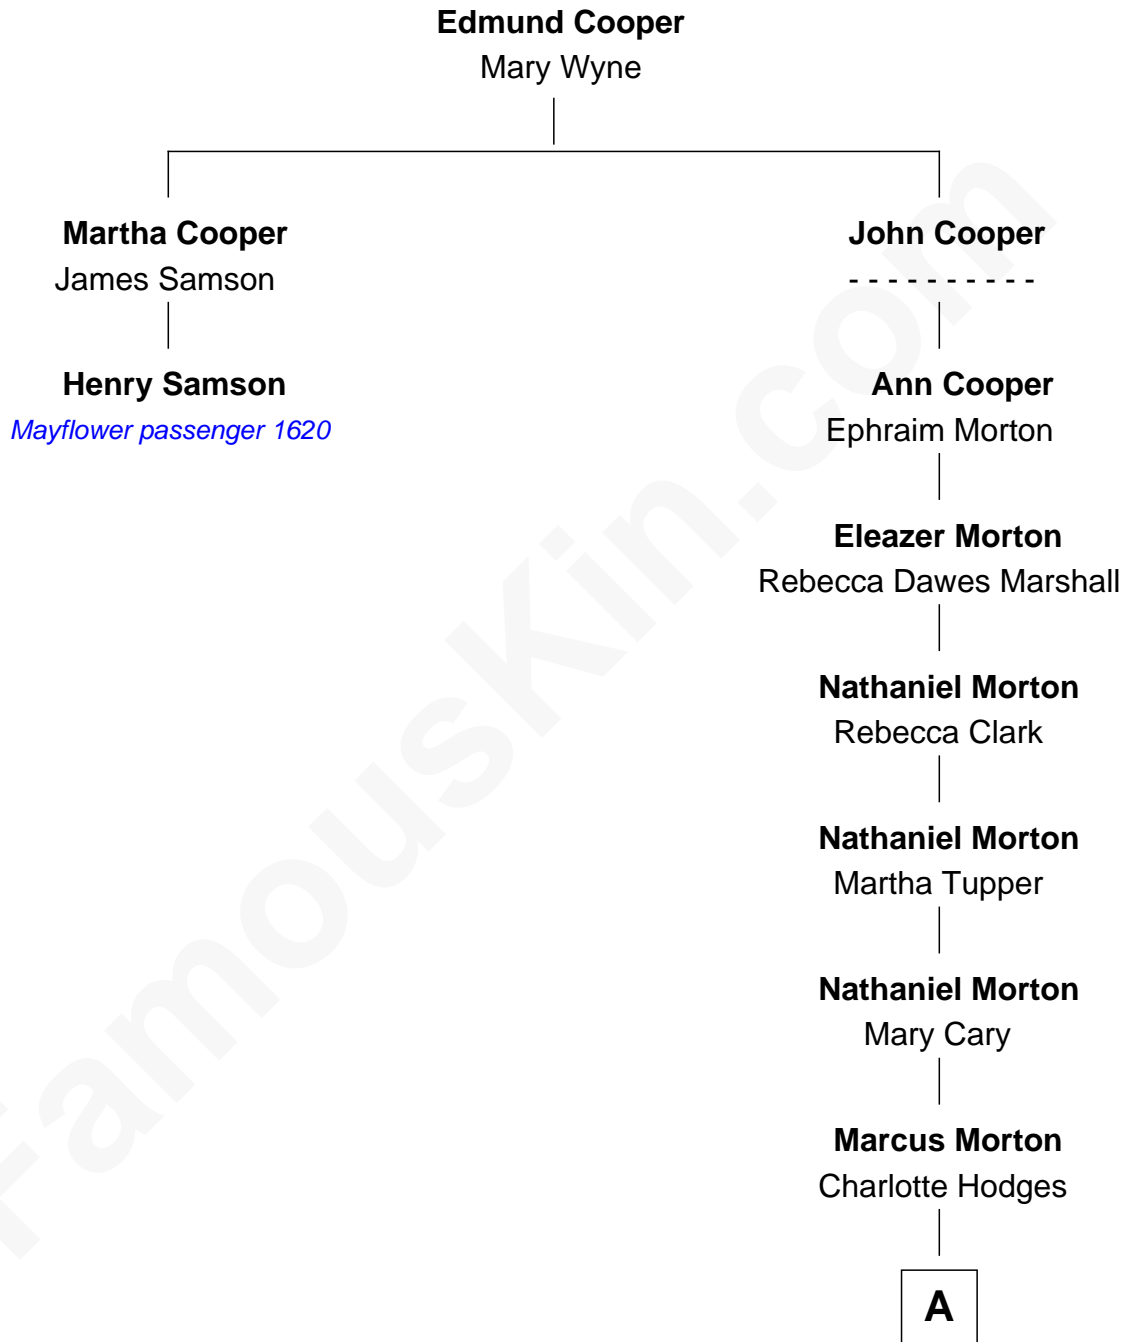 Edmund Cooper
Mary Wyne
Martha Cooper
James Samson
John Cooper
- - - - - - - - - -
Henry Samson
Mayflower passenger 1620
Ann Cooper
Ephraim Morton
Eleazer Morton
Rebecca Dawes Marshall
Nathaniel Morton
Rebecca Clark
Nathaniel Morton
Martha Tupper
Nathaniel Morton
Mary Cary
Marcus Morton
Charlotte Hodges
A
FamousKin.com